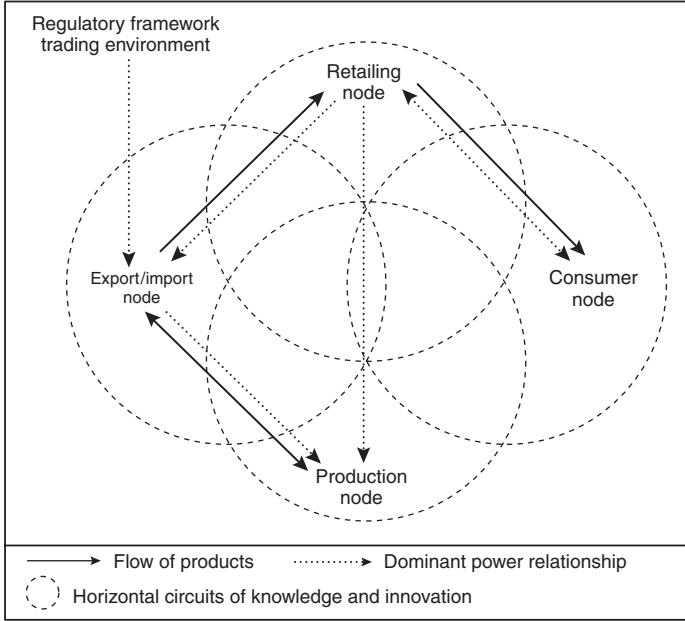 Regulatory framework
trading environment
Retailing
node
Export/import
node
Consumer
node
Production
node
Flow of products
Dominant power relationship
Horizontal circuits of knowledge and innovation